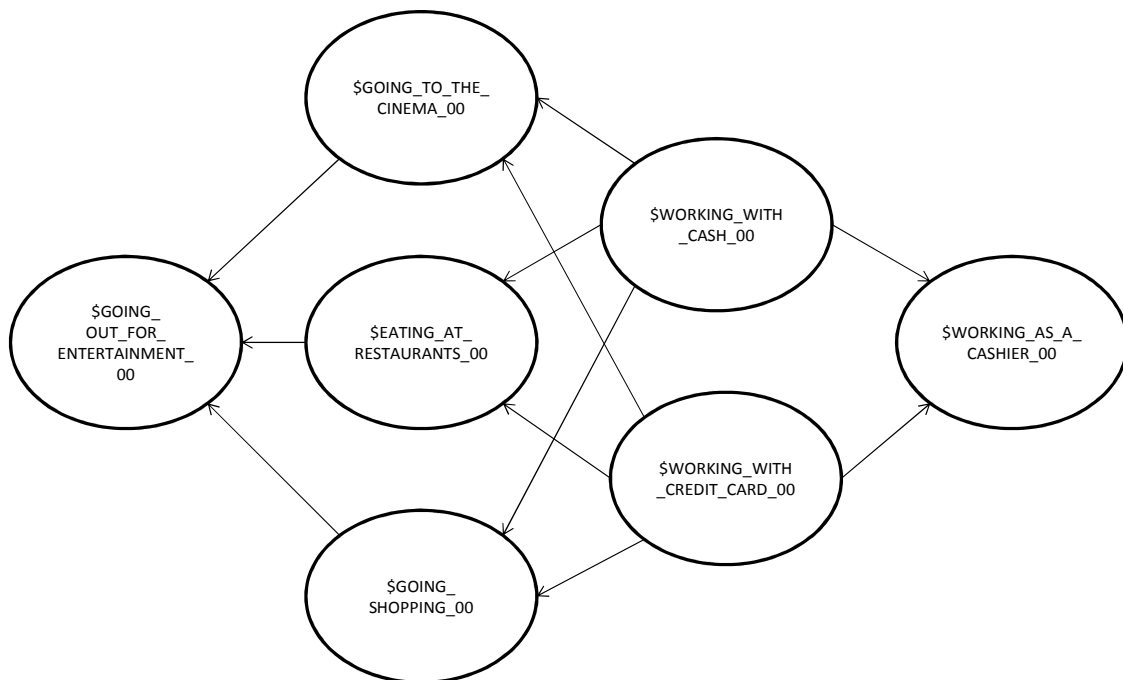 $GOING_TO_THE_
CINEMA_00
$WORKING_WITH
_CASH_00
$GOING_
OUT_FOR_
ENTERTAINMENT_
00
$EATING_AT_
RESTAURANTS_00
$WORKING_AS_A_
CASHIER_00
$WORKING_WITH
_CREDIT_CARD_00
$GOING_
SHOPPING_00